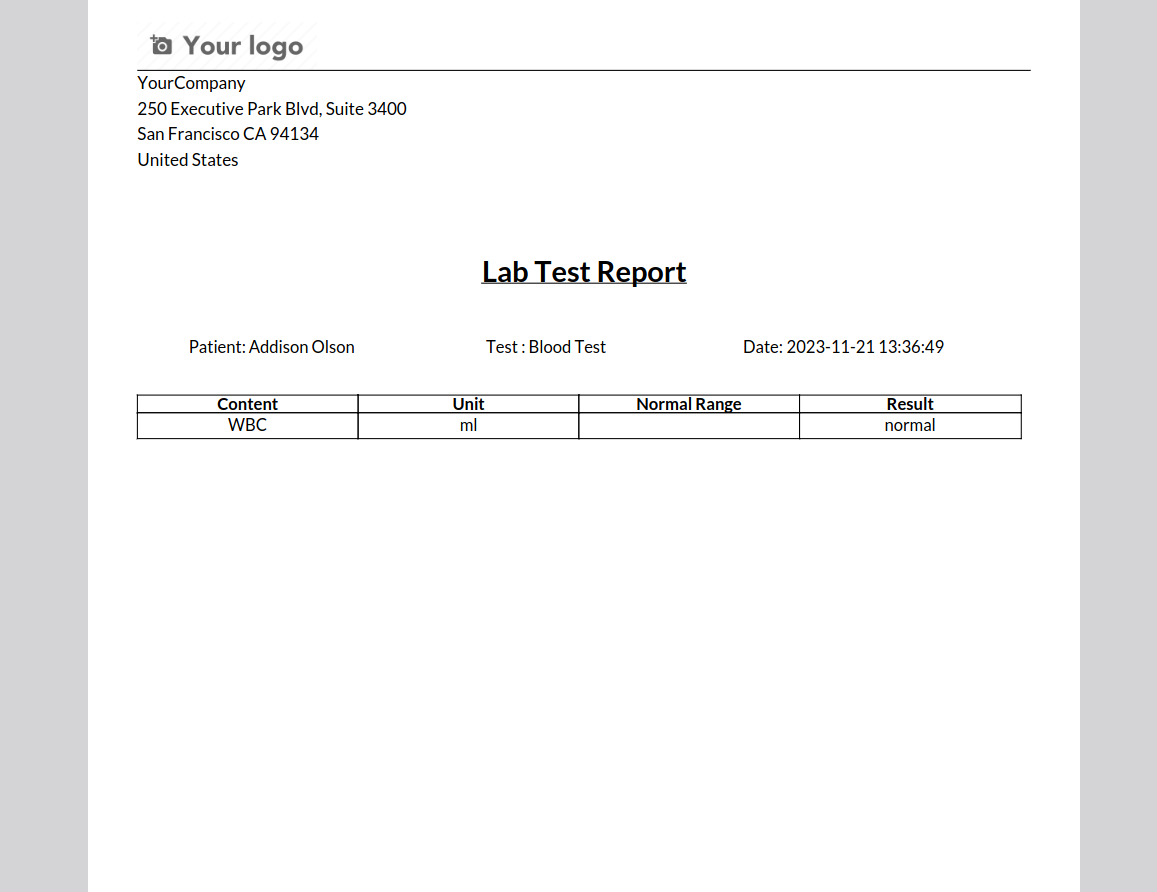 Your logo
YourCompany
250 Executive Park Blvd, Suite 3400
San Francisco CA 94134
United States
Lab Test Report
Patient: Addison Olson Test : Blood Test Date: 2023-11-21 13:36:49
Content Unit Normal Range Result
WBC ml normal